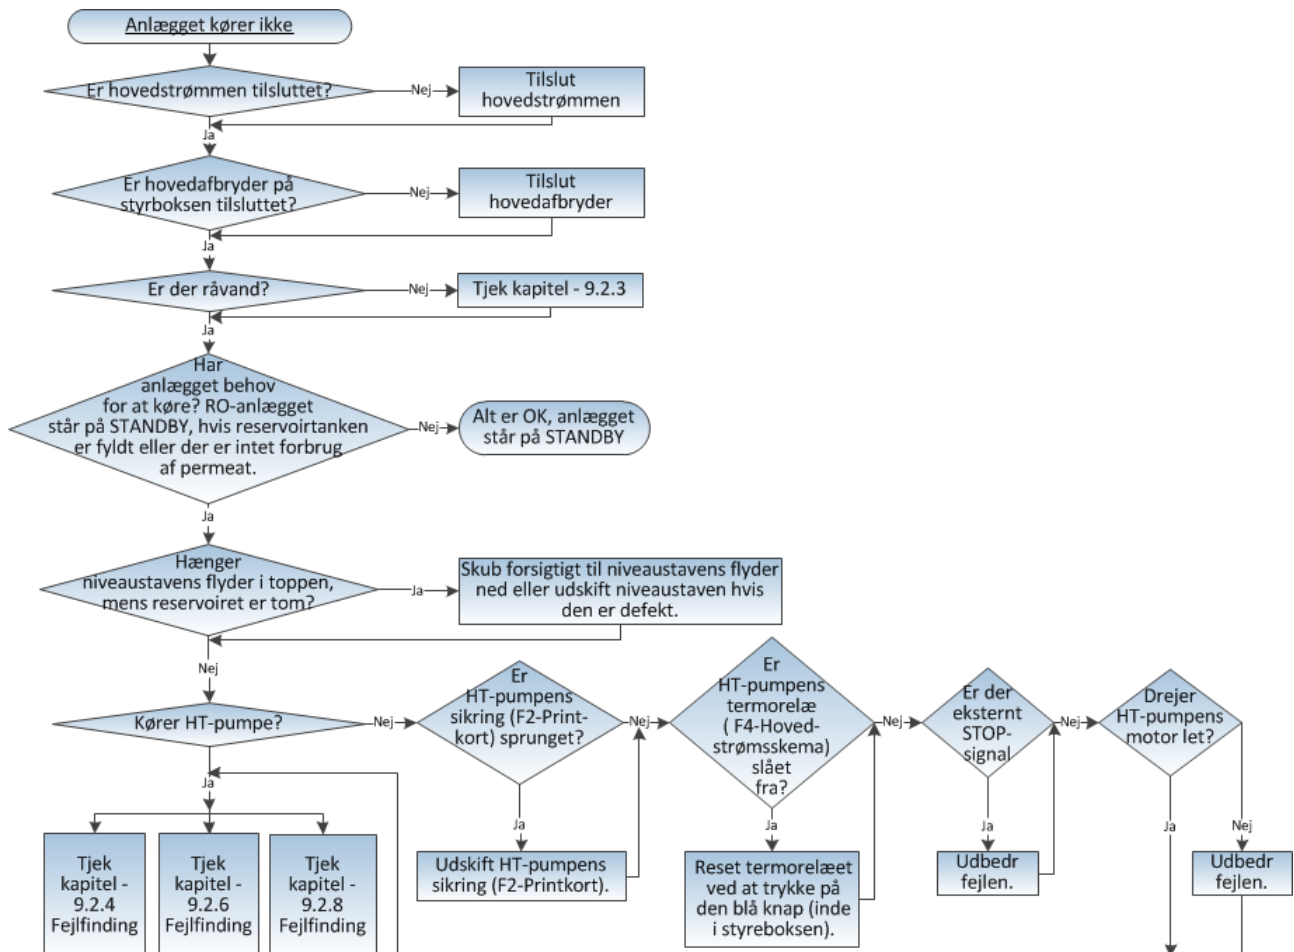 Anlægget kører ikke
Er hovedstrømmen tilsluttet?
Nej
Tilslut
hovedstrømmen
Ja
Er hovedafbryder på
styrboksen tilsluttet?
Nej
Tilslut
hovedafbryder
Ja
Er der råvand?
Nej
Tjek kapitel - 9.2.3
Ja
Har
anlægget behov
for at køre? RO-anlægget
står på STANDBY, hvis reservoirtanken
er fyldt eller der er intet forbrug
af permeat.
Nej
Alt er OK, anlægget
står på STANDBY
Ja
Hænger
niveaustavens flyder i toppen,
mens reservoiret er tom?
Ja
Skub forsigtigt til niveaustavens flyder
ned eller udskift niveaustaven hvis
den er defekt.
Nej
Kører HT-pumpe?
Nej
Er
HT-pumpens
sikring (F2-Print-
kort) sprunget?
Nej
Er
HT-pumpens
termorelæ
( F4-Hoved-
strømsskema)
slået
fra?
Nej
Er der
eksternt
STOP-
signal
Nej
Drejer
HT-pumpens
motor let?
Ja
Ja
Udskift HT-pumpens
sikring (F2-Printkort).
Ja
Reset termorelæet
ved at trykke på
den blå knap (inde
i styreboksen).
Ja
Udbedr
fejlen.
Ja
Nej
Udbedr
fejlen.
Tjek
kapitel -
9.2.4
Fejlfinding
Tjek
kapitel -
9.2.6
Fejlfinding
Tjek
kapitel -
9.2.8
Fejlfinding